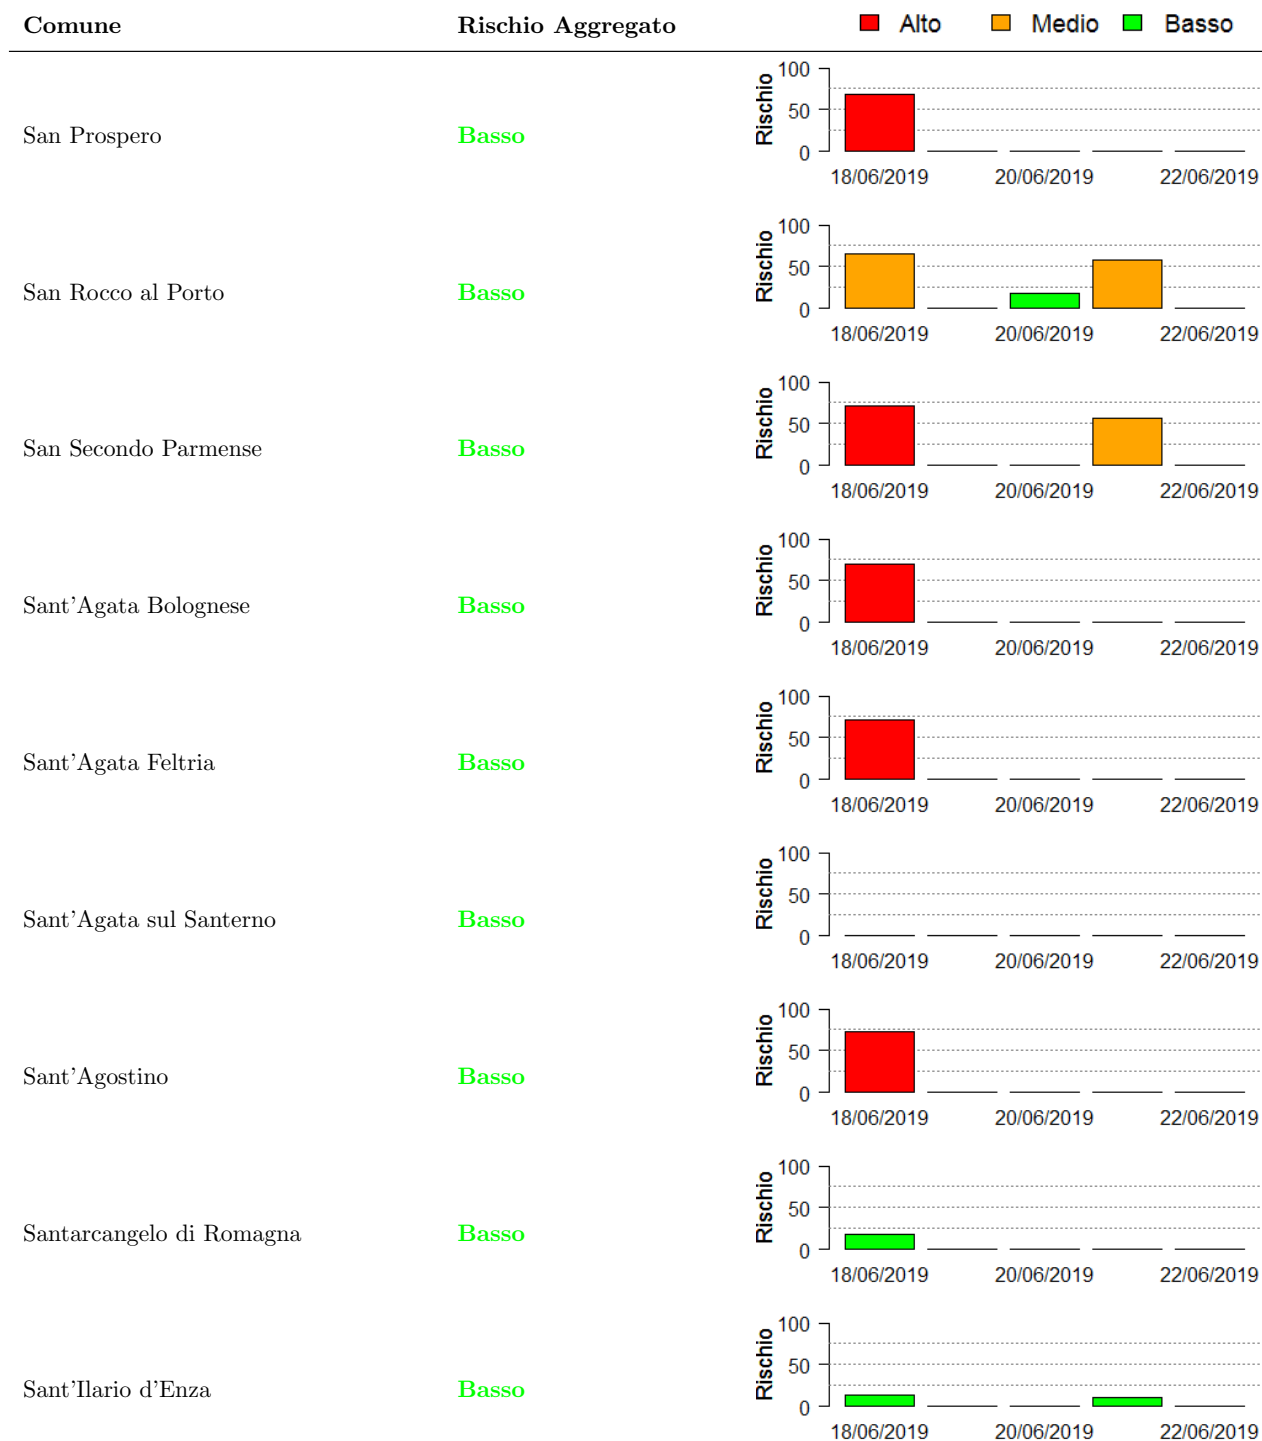 Comune Rischio Aggregato Alto Medio Basso
San Prospero Basso
Rischio
100
50
0
18/06/2019 20/06/2019 22/06/2019
San Rocco al Porto Basso
Rischio
100
50
0
18/06/2019 20/06/2019 22/06/2019
San Secondo Parmense Basso
Rischio
100
50
0
18/06/2019 20/06/2019 22/06/2019
Sant'Agata Bolognese Basso
Rischio
100
50
0
18/06/2019 20/06/2019 22/06/2019
Sant'Agata Feltria Basso
Rischio
100
50
0
18/06/2019 20/06/2019 22/06/2019
Sant'Agata sul Santerno Basso
Rischio
100
50
0
18/06/2019 20/06/2019 22/06/2019
Sant'Agostino Basso
Rischio
100
50
0
18/06/2019 20/06/2019 22/06/2019
Santarcangelo di Romagna Basso
Rischio
100
50
0
18/06/2019 20/06/2019 22/06/2019
Sant'Ilario d'Enza Basso
Rischio
100
50
0
18/06/2019 20/06/2019 22/06/2019